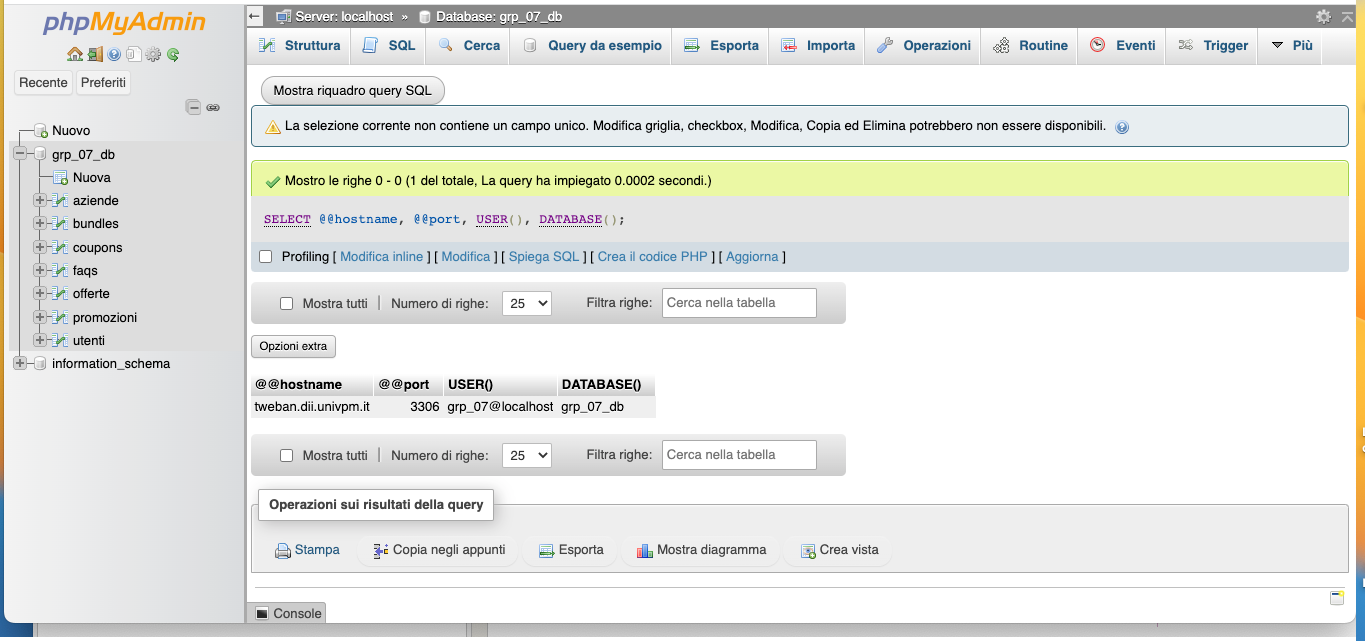 phpMyAdmin
Recente Preferiti
Nuovo
grp_07_db
Nuova
aziende
bundles
coupons
faqs
offerte
promozioni
utenti
information_schema
Server: localhost » Database: grp_07_db
Struttura SQL Cerca Query da esempio Esporta Importa Operazioni Routine Eventi Trigger Più
Mostra riquadro query SQL
La selezione corrente non contiene un campo unico. Modifica griglia, checkbox, Modifica, Copia ed Elimina potrebbero non essere disponibili.
Mostro le righe 0 - 0 (1 del totale, La query ha impiegato 0.0002 secondi.)
SELECT @@hostname, @@port, USER(), DATABASE();
Profiling [ Modifica inline ] [ Modifica ] [ Spiega SQL ] [ Crea il codice PHP ] [ Aggiorna ]
Mostra tutti | Numero di righe: 25 Filtra righe: Cerca nella tabella
Opzioni extra
@@hostname @@port USER() DATABASE()
tweban.dii.univpm.it 3306 grp_07@localhost grp_07_db
Mostra tutti | Numero di righe: 25 Filtra righe: Cerca nella tabella
Operazioni sui risultati della query
Stampa Copia negli appunti Esporta Mostra diagramma Crea vista
Console